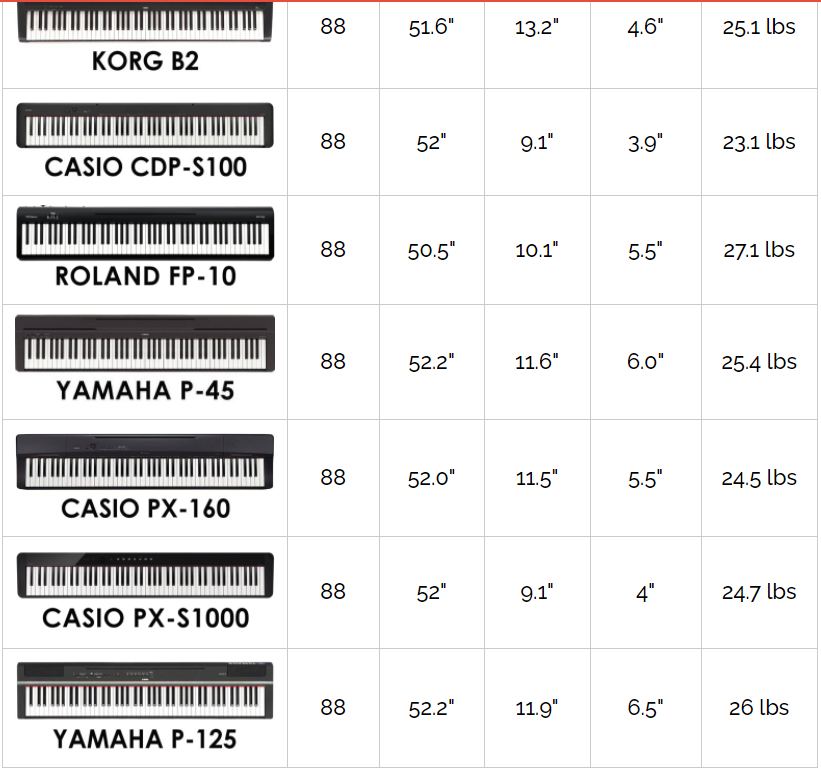 88 51.6" 13.2" 4.6" 25.1 lbs
KORG B2
88 52" 9.1" 3.9" 23.1 lbs
CASIO CDP-S100
88 50.5" 10.1" 5.5" 27.1 lbs
ROLAND FP-10
88 52.2" 11.6" 6.0" 25.4 lbs
YAMAHA P-45
88 52.0" 11.5" 5.5" 24.5 lbs
CASIO PX-160
88 52" 9.1" 4" 24.7 lbs
CASIO PX-S1000
88 52.2" 11.9" 6.5" 26 lbs
YAMAHA P-125